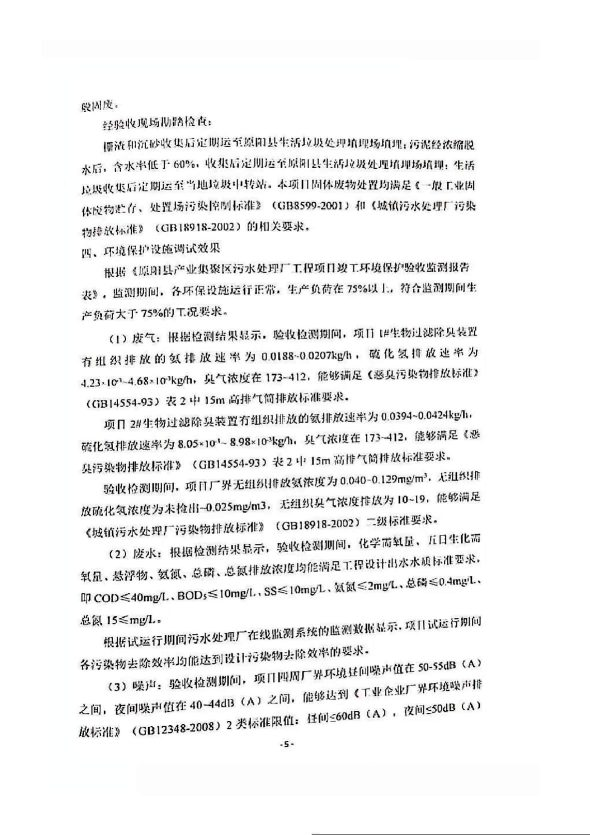 般固废。
经验收现场勘踏检查：
栅渣和沉砂收集后定期运至原阳县生活垃圾处理填埋场填埋；污泥经浓缩脱
水后，含水率低于 60%，收集后定期运至原阳县生活垃圾处理填埋场填埋；生活
垃圾收集后定期运至当地垃圾中转站。本项目固体废物处置均满足《一般工业固
体废物贮存、处置场污染控制标准》（GB8599-2001）和《城镇污水处理厂污染
物排放标准》（GB18918-2002）的相关要求。
四、环境保护设施调试效果
根据《原阳县产业集聚区污水处理厂工程项目竣工环境保护验收监测报告
表》，监测期间，各环保设施运行正常，生产负荷在 75%以上，符合监测期间生
产负荷大于 75%的工况要求。
（1）废气：根据检测结果显示，验收检测期间，项目 1#生物过滤除臭装置
有组织排放的氨排放速率为 0.0188~0.0207kg/h，硫化氢排放速率为
4.23×10⁻³~4.68×10⁻³kg/h，臭气浓度在 173~412，能够满足《恶臭污染物排放标准》
（GB14554-93）表 2 中 15m 高排气筒排放标准要求。
项目 2#生物过滤除臭装置有组织排放的氨排放速率为 0.0394~0.0424kg/h，
硫化氢排放速率为 8.05×10⁻³~ 8.98×10⁻³kg/h，臭气浓度在 173~412，能够满足《恶
臭污染物排放标准》（GB14554-93）表 2 中 15m 高排气筒排放标准要求。
验收检测期间，项目厂界无组织排放氨浓度为 0.040~0.129mg/m³，无组织排
放硫化氢浓度为未检出~0.025mg/m3，无组织臭气浓度排放为 10~19，能够满足
《城镇污水处理厂污染物排放标准》（GB18918-2002）二级标准要求。
（2）废水：根据检测结果显示，验收检测期间，化学需氧量、五日生化需
氧量、悬浮物、氨氮、总磷、总氮排放浓度均能满足工程设计出水水质标准要求，
即 COD≤40mg/L、BOD₅≤10mg/L、SS≤10mg/L、氨氮≤2mg/L、总磷≤0.4mg/L、
总氮 15≤mg/L。
根据试运行期间污水处理厂在线监测系统的监测数据显示，项目试运行期间
各污染物去除效率均能达到设计污染物去除效率的要求。
（3）噪声：验收检测期间，项目四周厂界环境昼间噪声值在 50-55dB（A）
之间，夜间噪声值在 40~44dB（A）之间，能够达到《工业企业厂界环境噪声排
放标准》（GB12348-2008）2 类标准限值：昼间≤60dB（A），夜间≤50dB（A）
-5-